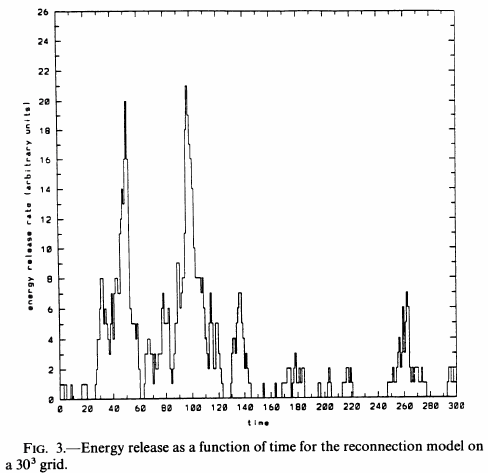 26
24
22
20
18
16
14
12
10
8
6
4
2
0
energy release rate (arbitrary units)
0 20 40 60 80 100 120 140 160 180 200 220 240 260 280 300
time
FIG. 3.—Energy release as a function of time for the reconnection model on
a 30³ grid.